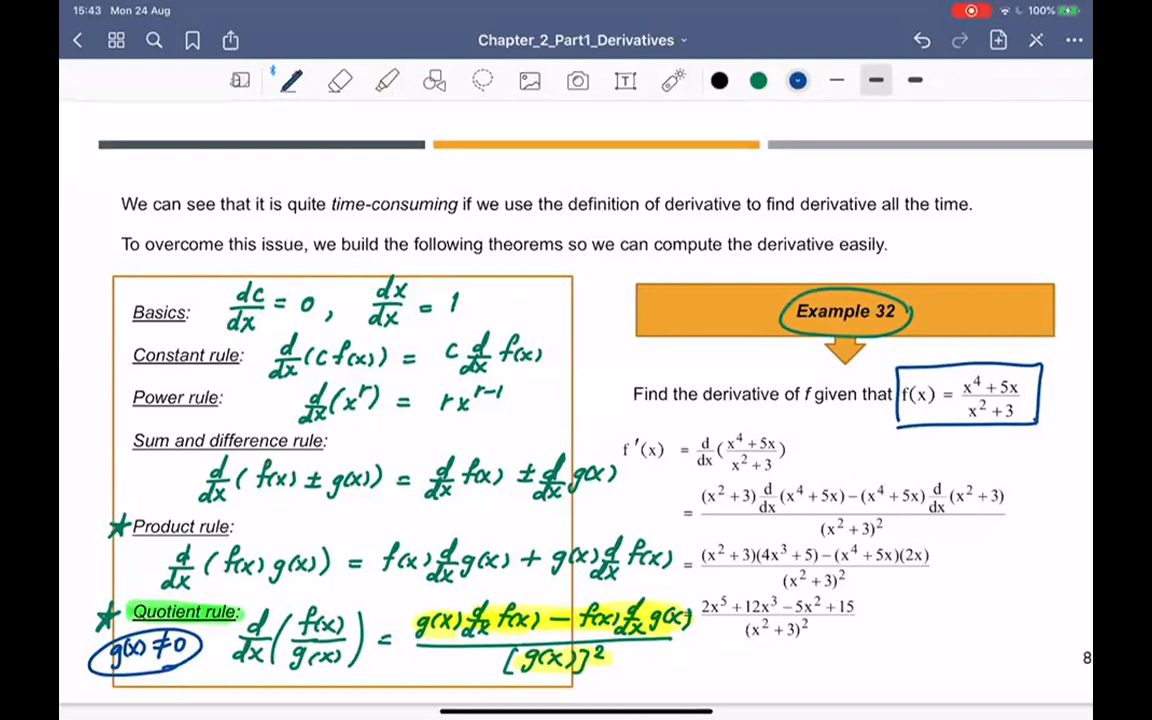 15:43 Mon 24 Aug
100%
Chapter_2_Part1_Derivatives
We can see that it is quite time-consuming if we use the definition of derivative to find derivative all the time.
To overcome this issue, we build the following theorems so we can compute the derivative easily.
Basics: dc/dx = 0, dx/dx = 1
Constant rule: d/dx (c f(x)) = c d/dx f(x)
Power rule: d/dx (x^r) = r x^(r-1)
Sum and difference rule:
d/dx (f(x) ± g(x)) = d/dx f(x) ± d/dx g(x)
★ Product rule:
d/dx (f(x) g(x)) = f(x) d/dx g(x) + g(x) d/dx f(x)
★ Quotient rule: d/dx (f(x)/g(x)) = (g(x) d/dx f(x) − f(x) d/dx g(x)) / [g(x)]^2
g(x) ≠ 0
Example 32
Find the derivative of f given that f(x) = (x^4 + 5x)/(x^2 + 3)
f '(x) = d/dx ((x^4 + 5x)/(x^2 + 3))
= ((x^2 + 3) d/dx (x^4 + 5x) − (x^4 + 5x) d/dx (x^2 + 3)) / (x^2 + 3)^2
= ((x^2 + 3)(4x^3 + 5) − (x^4 + 5x)(2x)) / (x^2 + 3)^2
= (2x^5 + 12x^3 − 5x^2 + 15) / (x^2 + 3)^2
8